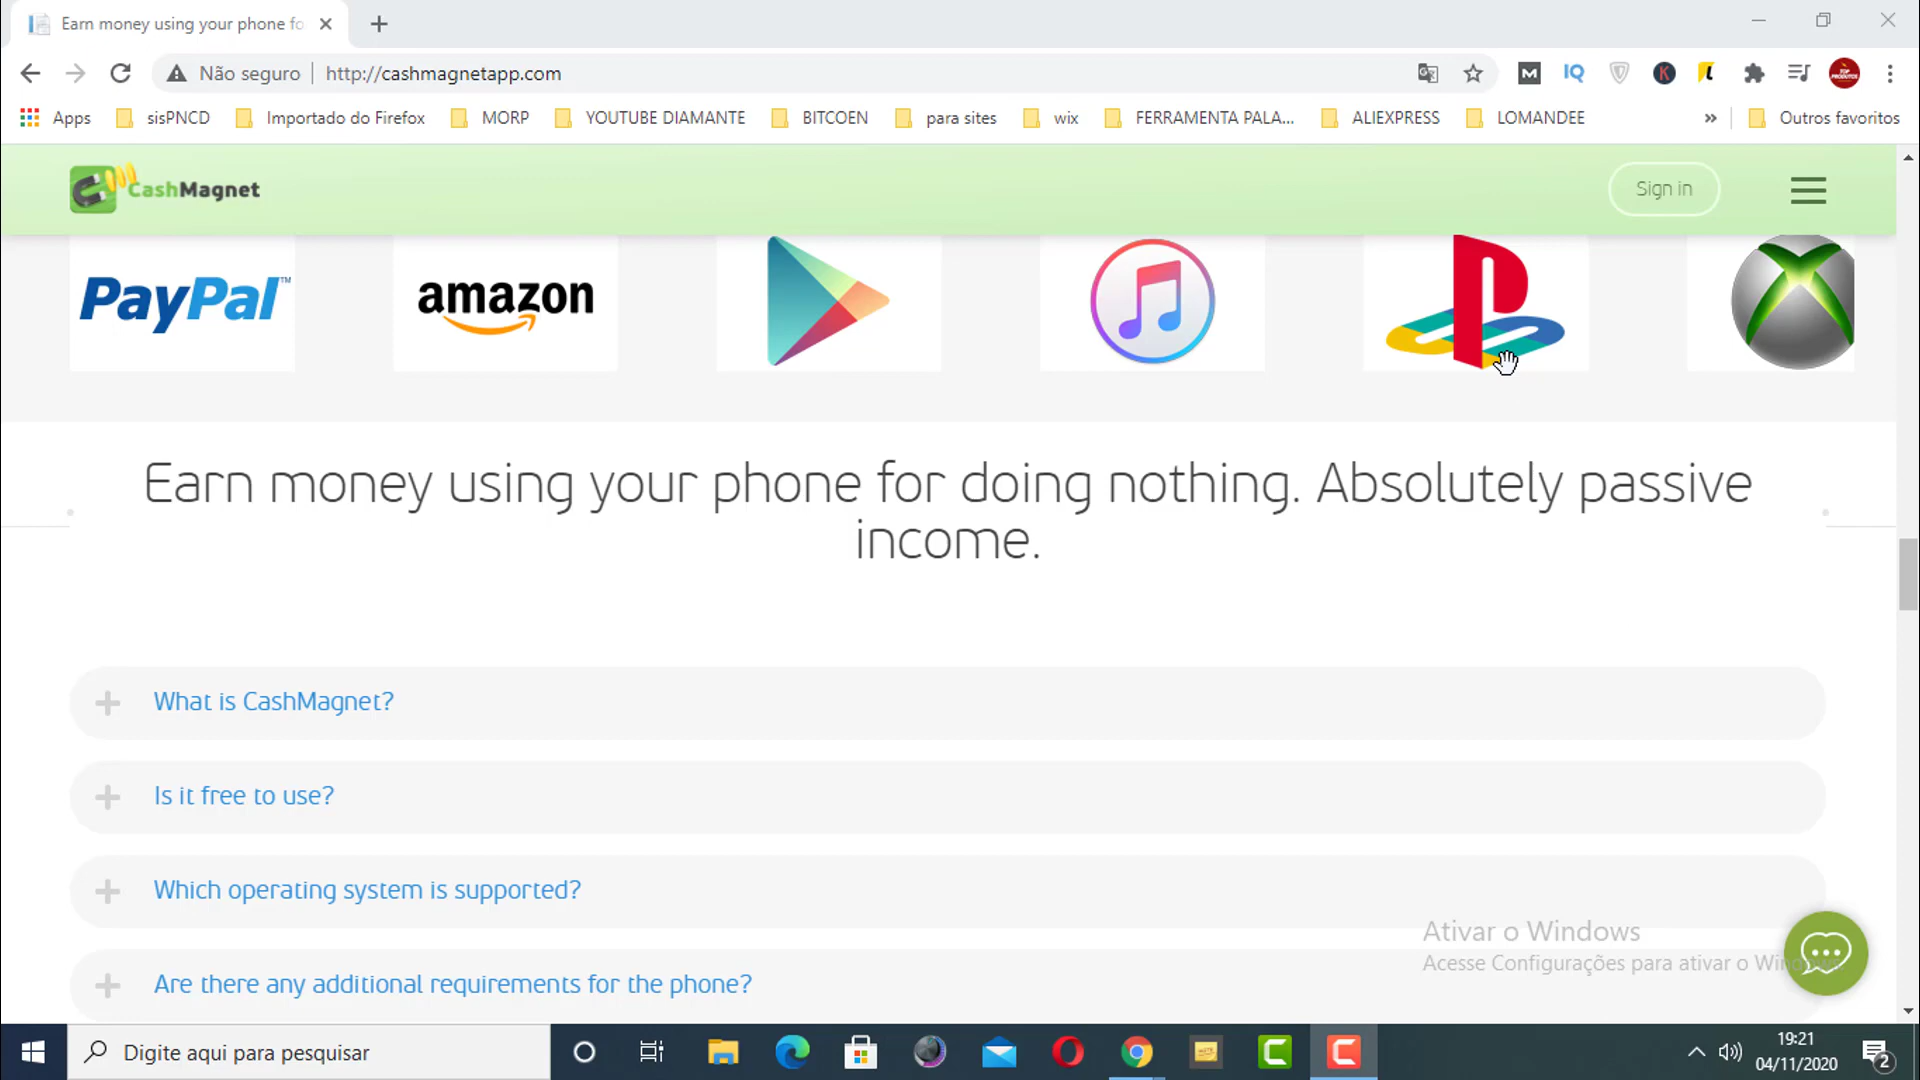 Earn money using your phone fo
Não seguro
http://cashmagnetapp.com
M IQ K
Apps
sisPNCD
Importado do Firefox
MORP
YOUTUBE DIAMANTE
BITCOEN
para sites
wix
FERRAMENTA PALA...
ALIEXPRESS
LOMANDEE
»
Outros favoritos
CashMagnet
Sign in
PayPal™
amazon
Earn money using your phone for doing nothing. Absolutely passive
income.
What is CashMagnet?
Is it free to use?
Which operating system is supported?
Are there any additional requirements for the phone?
Ativar o Windows
Acesse Configurações para ativar o
Digite aqui para pesquisar
19:21
04/11/2020
2